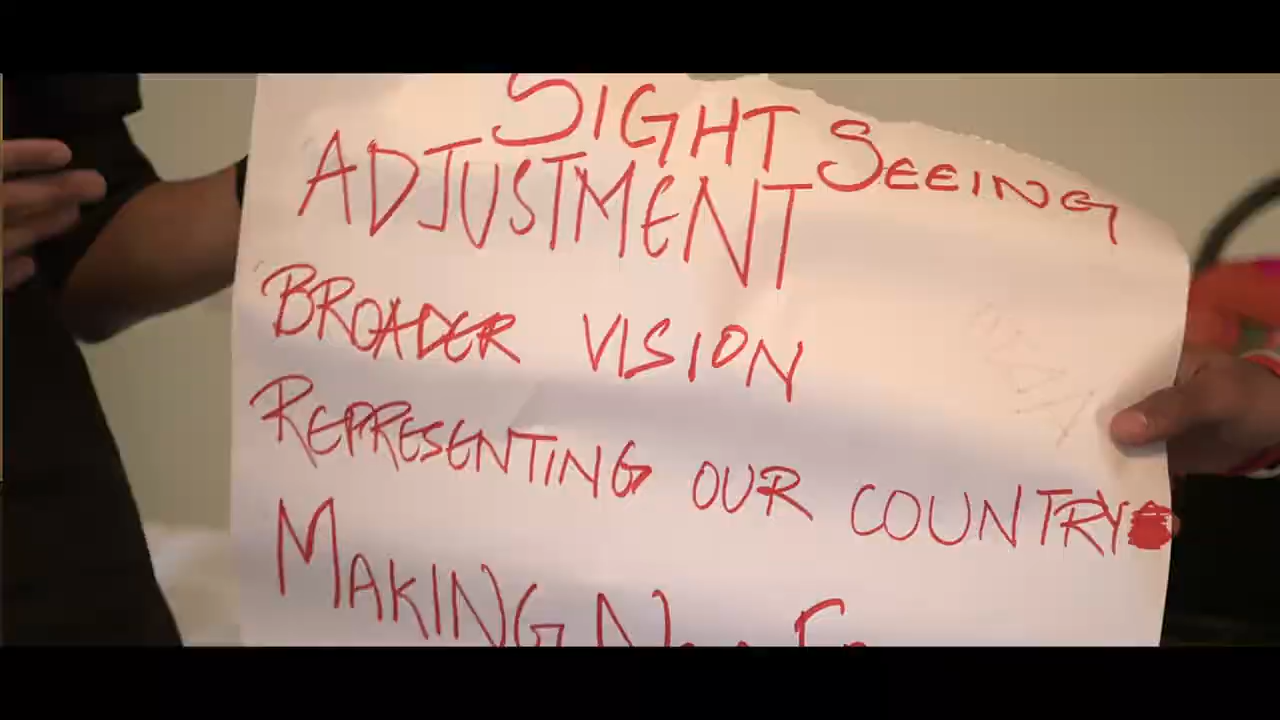 SIGHT SEEING
ADJUSTMENT
BROADER VISION
REPRESENTING OUR COUNTRY
MAKING